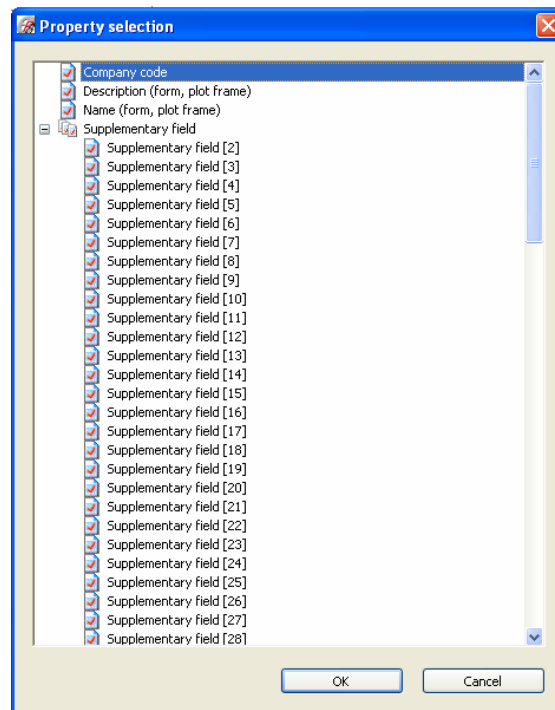 Property selection
Company code
Description (form, plot frame)
Name (form, plot frame)
Supplementary field
Supplementary field [2]
Supplementary field [3]
Supplementary field [4]
Supplementary field [5]
Supplementary field [6]
Supplementary field [7]
Supplementary field [8]
Supplementary field [9]
Supplementary field [10]
Supplementary field [11]
Supplementary field [12]
Supplementary field [13]
Supplementary field [14]
Supplementary field [15]
Supplementary field [16]
Supplementary field [17]
Supplementary field [18]
Supplementary field [19]
Supplementary field [20]
Supplementary field [21]
Supplementary field [22]
Supplementary field [23]
Supplementary field [24]
Supplementary field [25]
Supplementary field [26]
Supplementary field [27]
Supplementary field [28]
OK Cancel